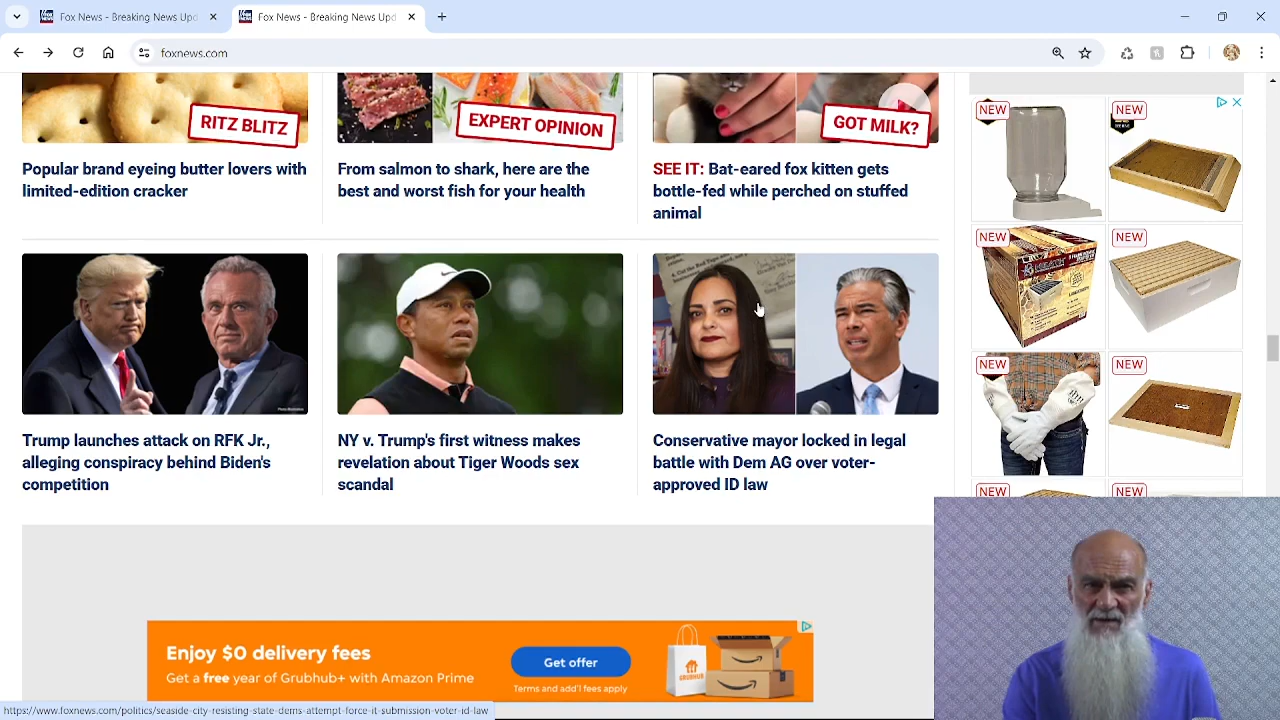 Fox News - Breaking News Upd
Fox News - Breaking News Upd
foxnews.com
RITZ BLITZ
EXPERT OPINION
GOT MILK?
Popular brand eyeing butter lovers with
limited-edition cracker
From salmon to shark, here are the
best and worst fish for your health
SEE IT: Bat-eared fox kitten gets
bottle-fed while perched on stuffed
animal
Trump launches attack on RFK Jr.,
alleging conspiracy behind Biden's
competition
NY v. Trump's first witness makes
revelation about Tiger Woods sex
scandal
Conservative mayor locked in legal
battle with Dem AG over voter-
approved ID law
NEW
NEW
NEW
NEW
NEW
NEW
NEW
NEW
Enjoy $0 delivery fees
Get a free year of Grubhub+ with Amazon Prime
Get offer
Terms and add'l fees apply
GRUBHUB
https://www.foxnews.com/politics/seaside-city-resisting-state-dems-attempt-force-it-submission-voter-id-law